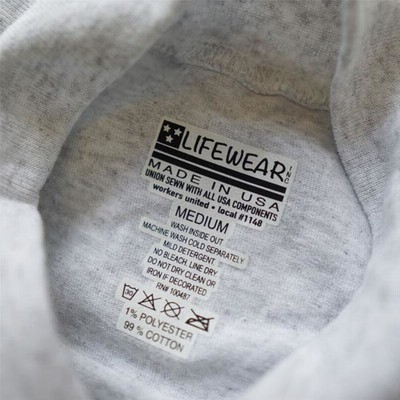 LIFEWEAR INC.
MADE IN USA
UNION SEWN WITH ALL USA COMPONENTS
workers united • local #1148
MEDIUM
WASH INSIDE OUT
MACHINE WASH COLD SEPARATELY
MILD DETERGENT
NO BLEACH. LINE DRY
DO NOT DRY CLEAN OR
IRON IF DECORATED
RN# 100487
1% POLYESTER
99% COTTON